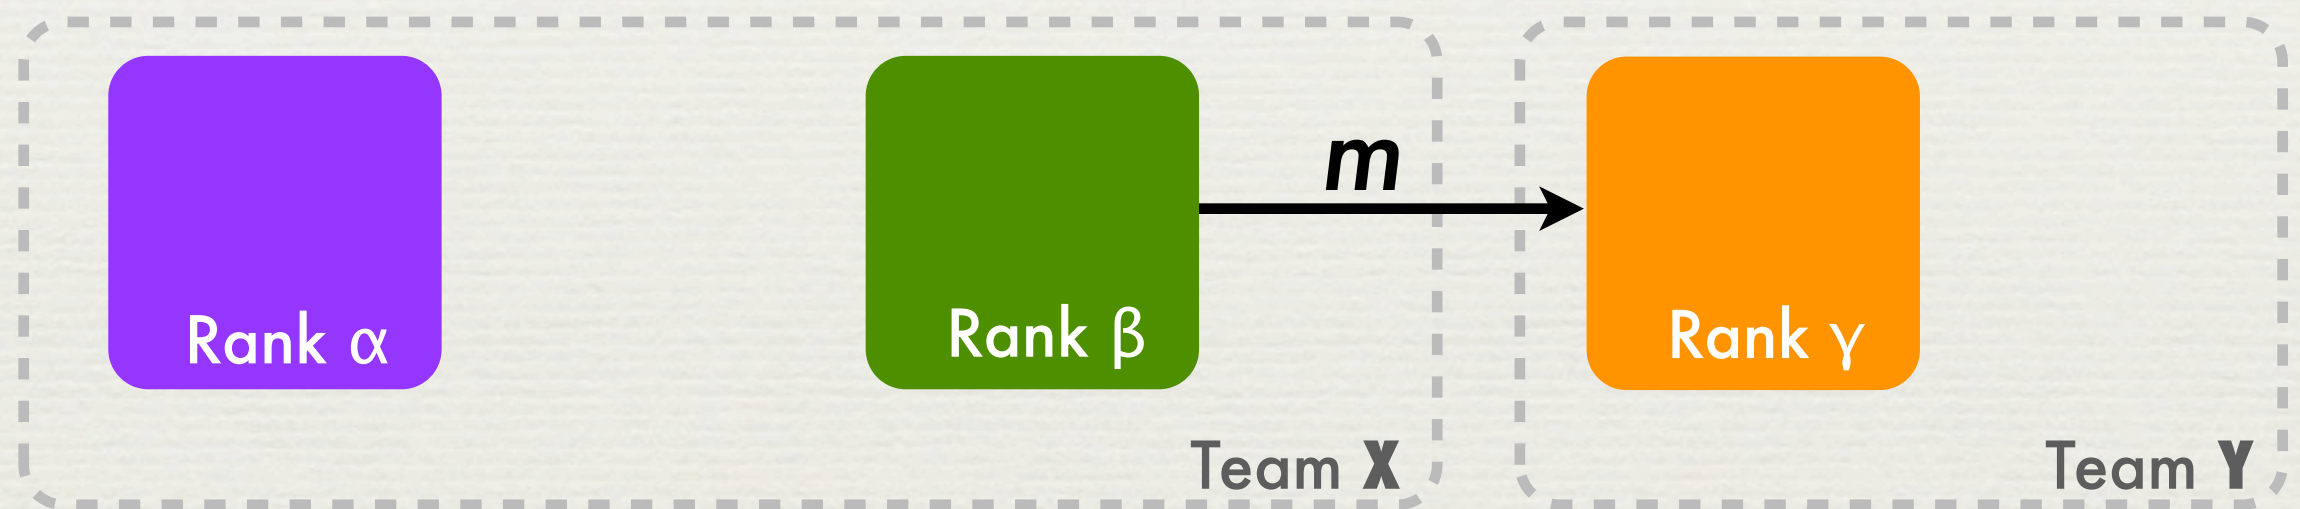 m
Rank α
Rank β
Rank γ
Team X
Team Y